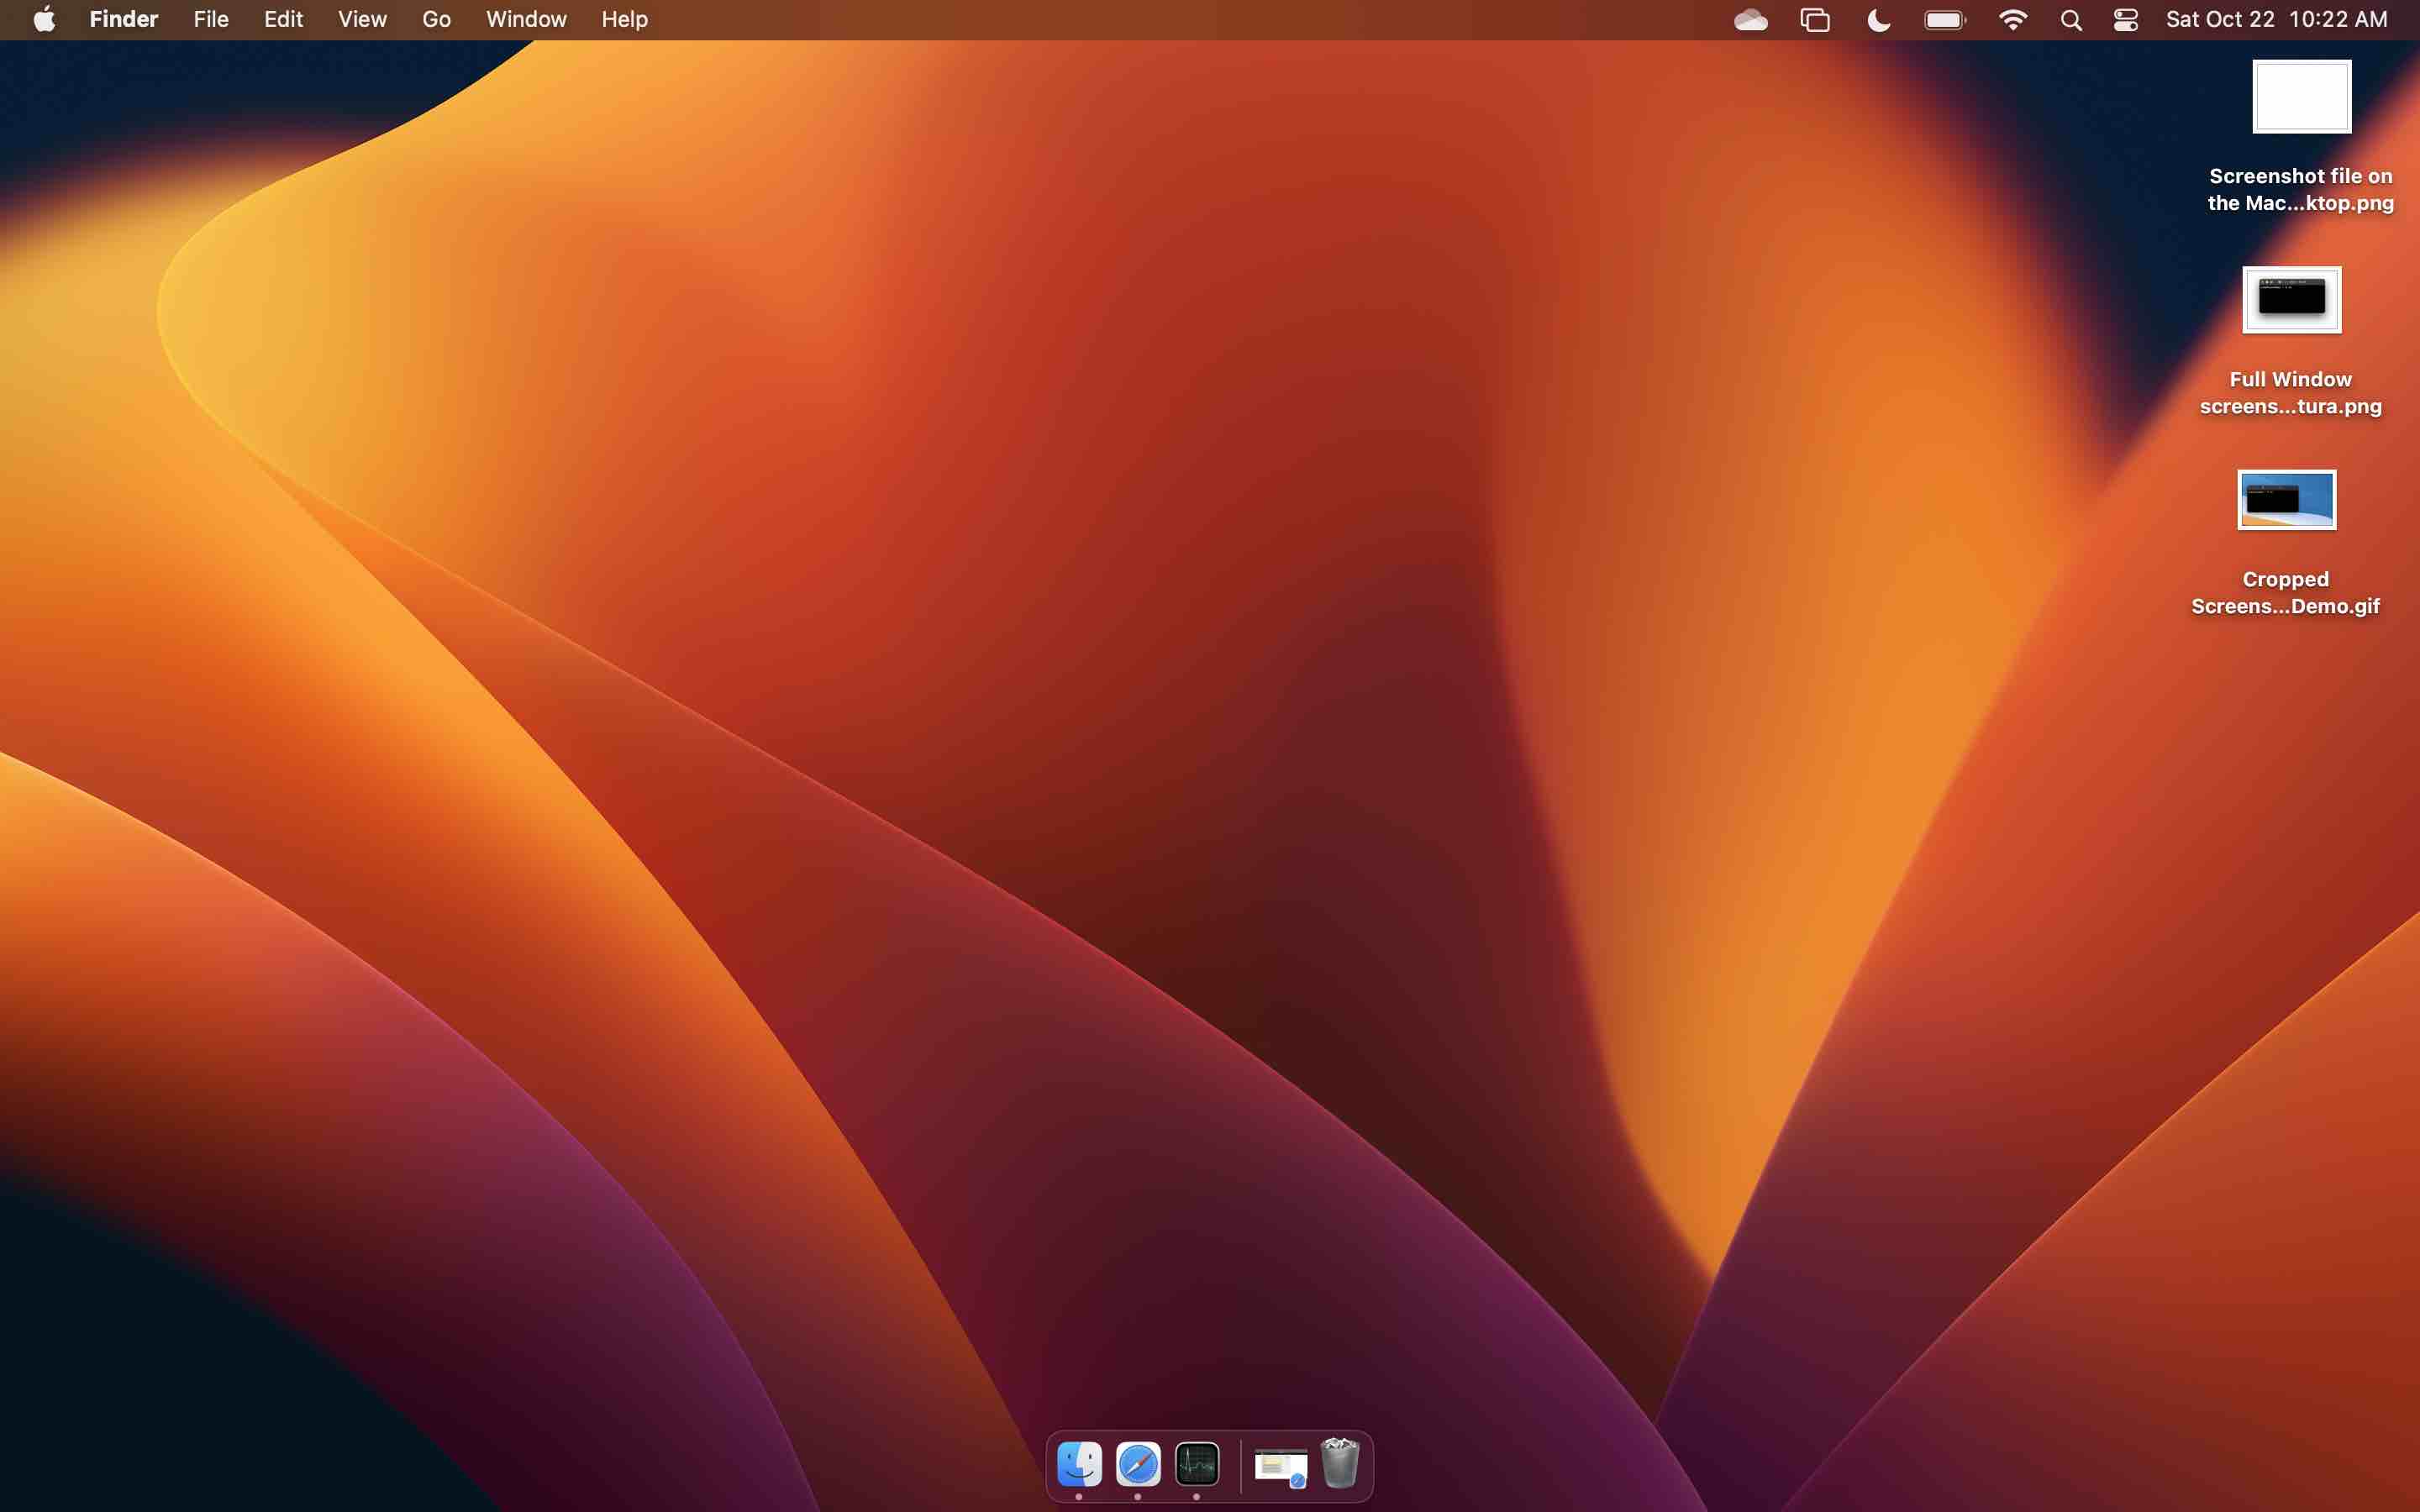 Finder File Edit View Go Window Help Sat Oct 22 10:22 AM
Screenshot file on
the Mac...ktop.png
Full Window
screens...tura.png
Cropped
Screens...Demo.gif